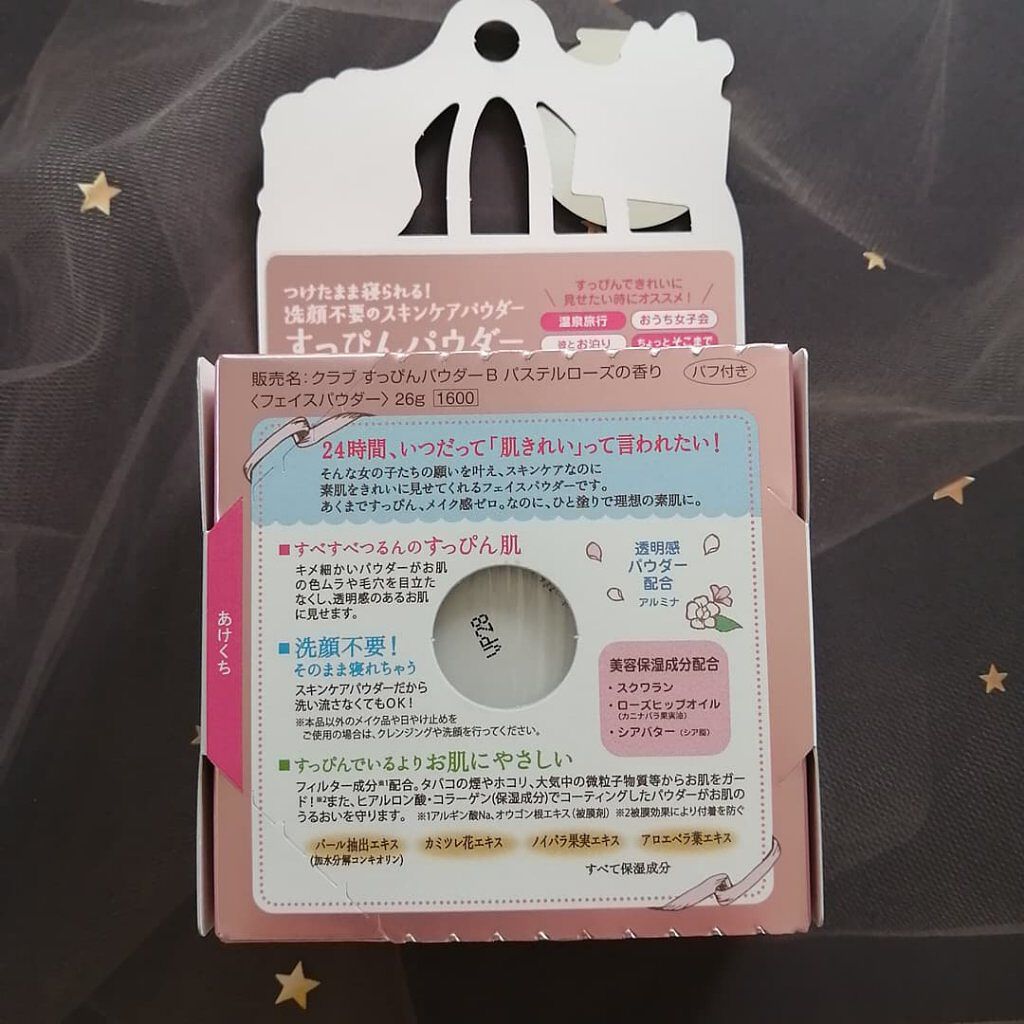 つけたまま寝られる!
洗顔不要のスキンケアパウダー
すっぴんパウダー
すっぴんできれいに
見せたい時にオススメ!
温泉旅行
おうち女子会
彼とお泊り
ちょっとそこまで
販売名:クラブ すっぴんパウダーB パステルローズの香り
パフ付き
〈フェイスパウダー〉26g 1600
24時間、いつだって「肌きれい」って言われたい!
そんな女の子たちの願いを叶え、スキンケアなのに
素肌をきれいに見せてくれるフェイスパウダーです。
あくまですっぴん、メイク感ゼロ。なのに、ひと塗りで理想の素肌に。
■すべすべつるんのすっぴん肌
キメ細かいパウダーがお肌
の色ムラや毛穴を目立た
なくし、透明感のあるお肌
に見せます。
透明感
パウダー
配合
アルミナ
あけくち
■洗顔不要!
そのまま寝れちゃう
スキンケアパウダーだから
洗い流さなくてもOK!
※本品以外のメイク品や日やけ止めを
ご使用の場合は、クレンジングや洗顔を行ってください。
美容保湿成分配合
・スクワラン
・ローズヒップオイル
(カニナバラ果実油)
・シアバター(シア脂)
■すっぴんでいるよりお肌にやさしい
フィルター成分※1配合。タバコの煙やホコリ、大気中の微粒子物質等からお肌をガー
ド!※2また、ヒアルロン酸・コラーゲン(保湿成分)でコーティングしたパウダーがお肌の
うるおいを守ります。 ※1アルギン酸Na、オウゴン根エキス(被膜剤) ※2被膜効果により付着を防ぐ
パール抽出エキス
(加水分解コンキオリン)
カミツレ花エキス
ノイバラ果実エキス
アロエベラ葉エキス
すべて保湿成分